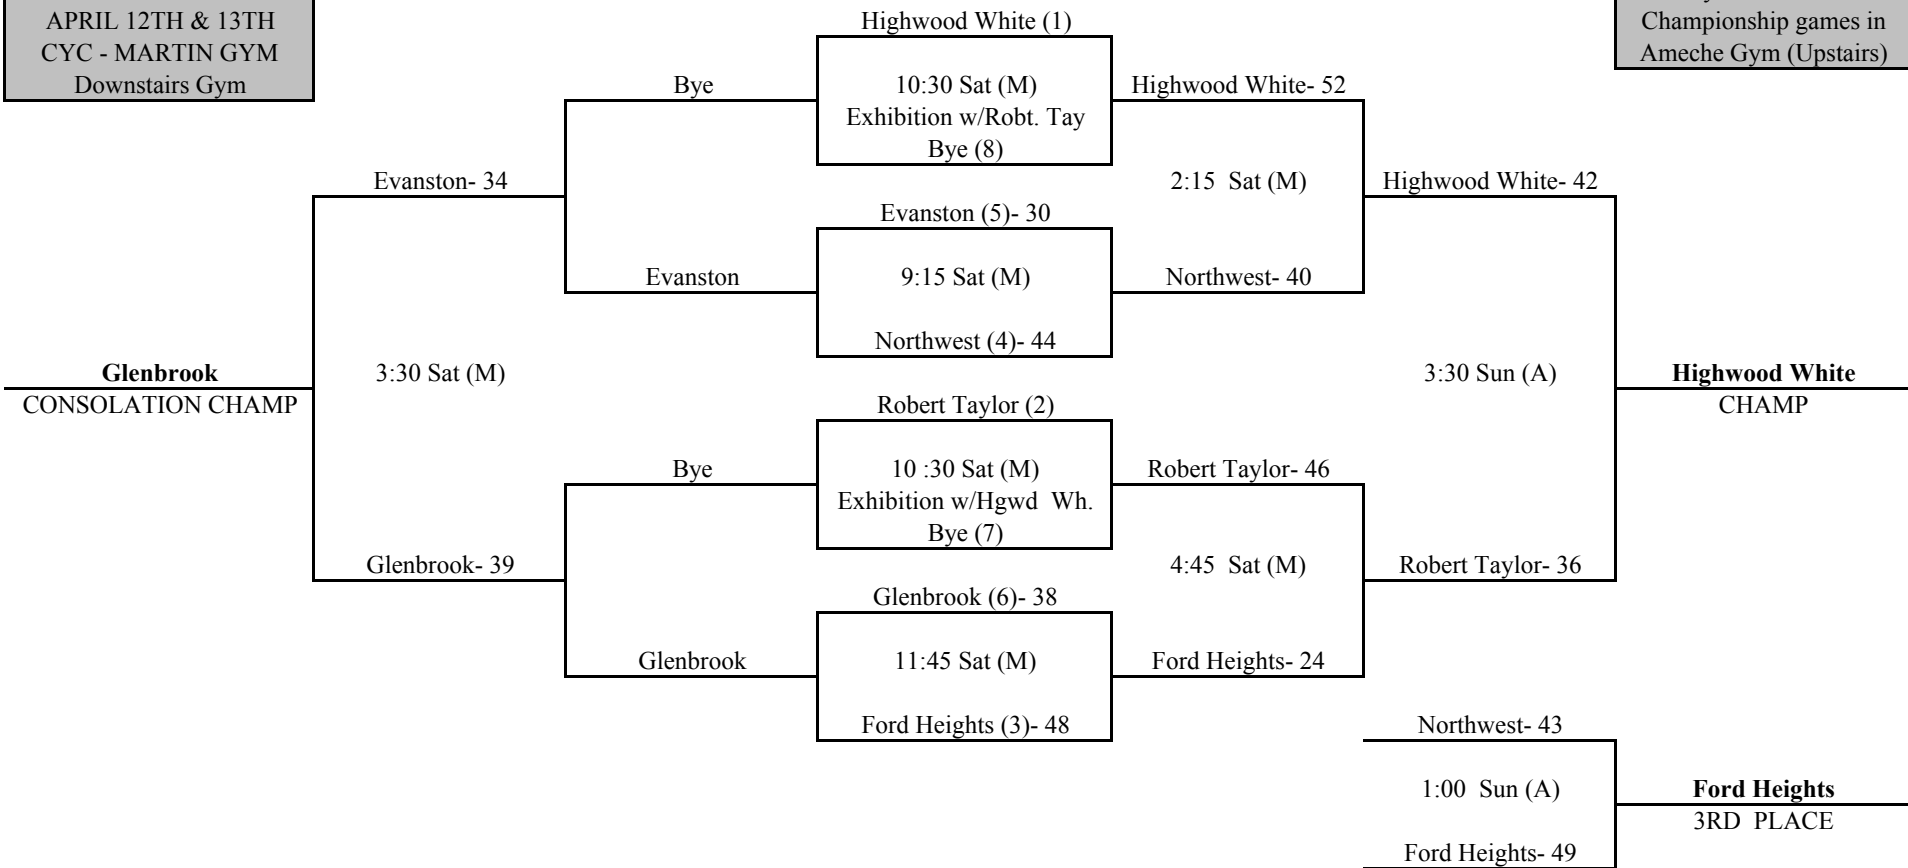 APRIL 12TH & 13TH
CYC - MARTIN GYM
Downstairs Gym
Championship games in
Ameche Gym (Upstairs)
Highwood White (1)
Bye
10:30 Sat (M)
Highwood White- 52
Exhibition w/Robt. Tay
Bye (8)
Evanston- 34
2:15 Sat (M)
Highwood White- 42
Evanston (5)- 30
Evanston
9:15 Sat (M)
Northwest- 40
Northwest (4)- 44
Glenbrook
3:30 Sat (M)
3:30 Sun (A)
Highwood White
CONSOLATION CHAMP
Robert Taylor (2)
CHAMP
Bye
10 :30 Sat (M)
Robert Taylor- 46
Exhibition w/Hgwd Wh.
Bye (7)
Glenbrook- 39
4:45 Sat (M)
Robert Taylor- 36
Glenbrook (6)- 38
Glenbrook
11:45 Sat (M)
Ford Heights- 24
Ford Heights (3)- 48
Northwest- 43
1:00 Sun (A)
Ford Heights
3RD PLACE
Ford Heights- 49